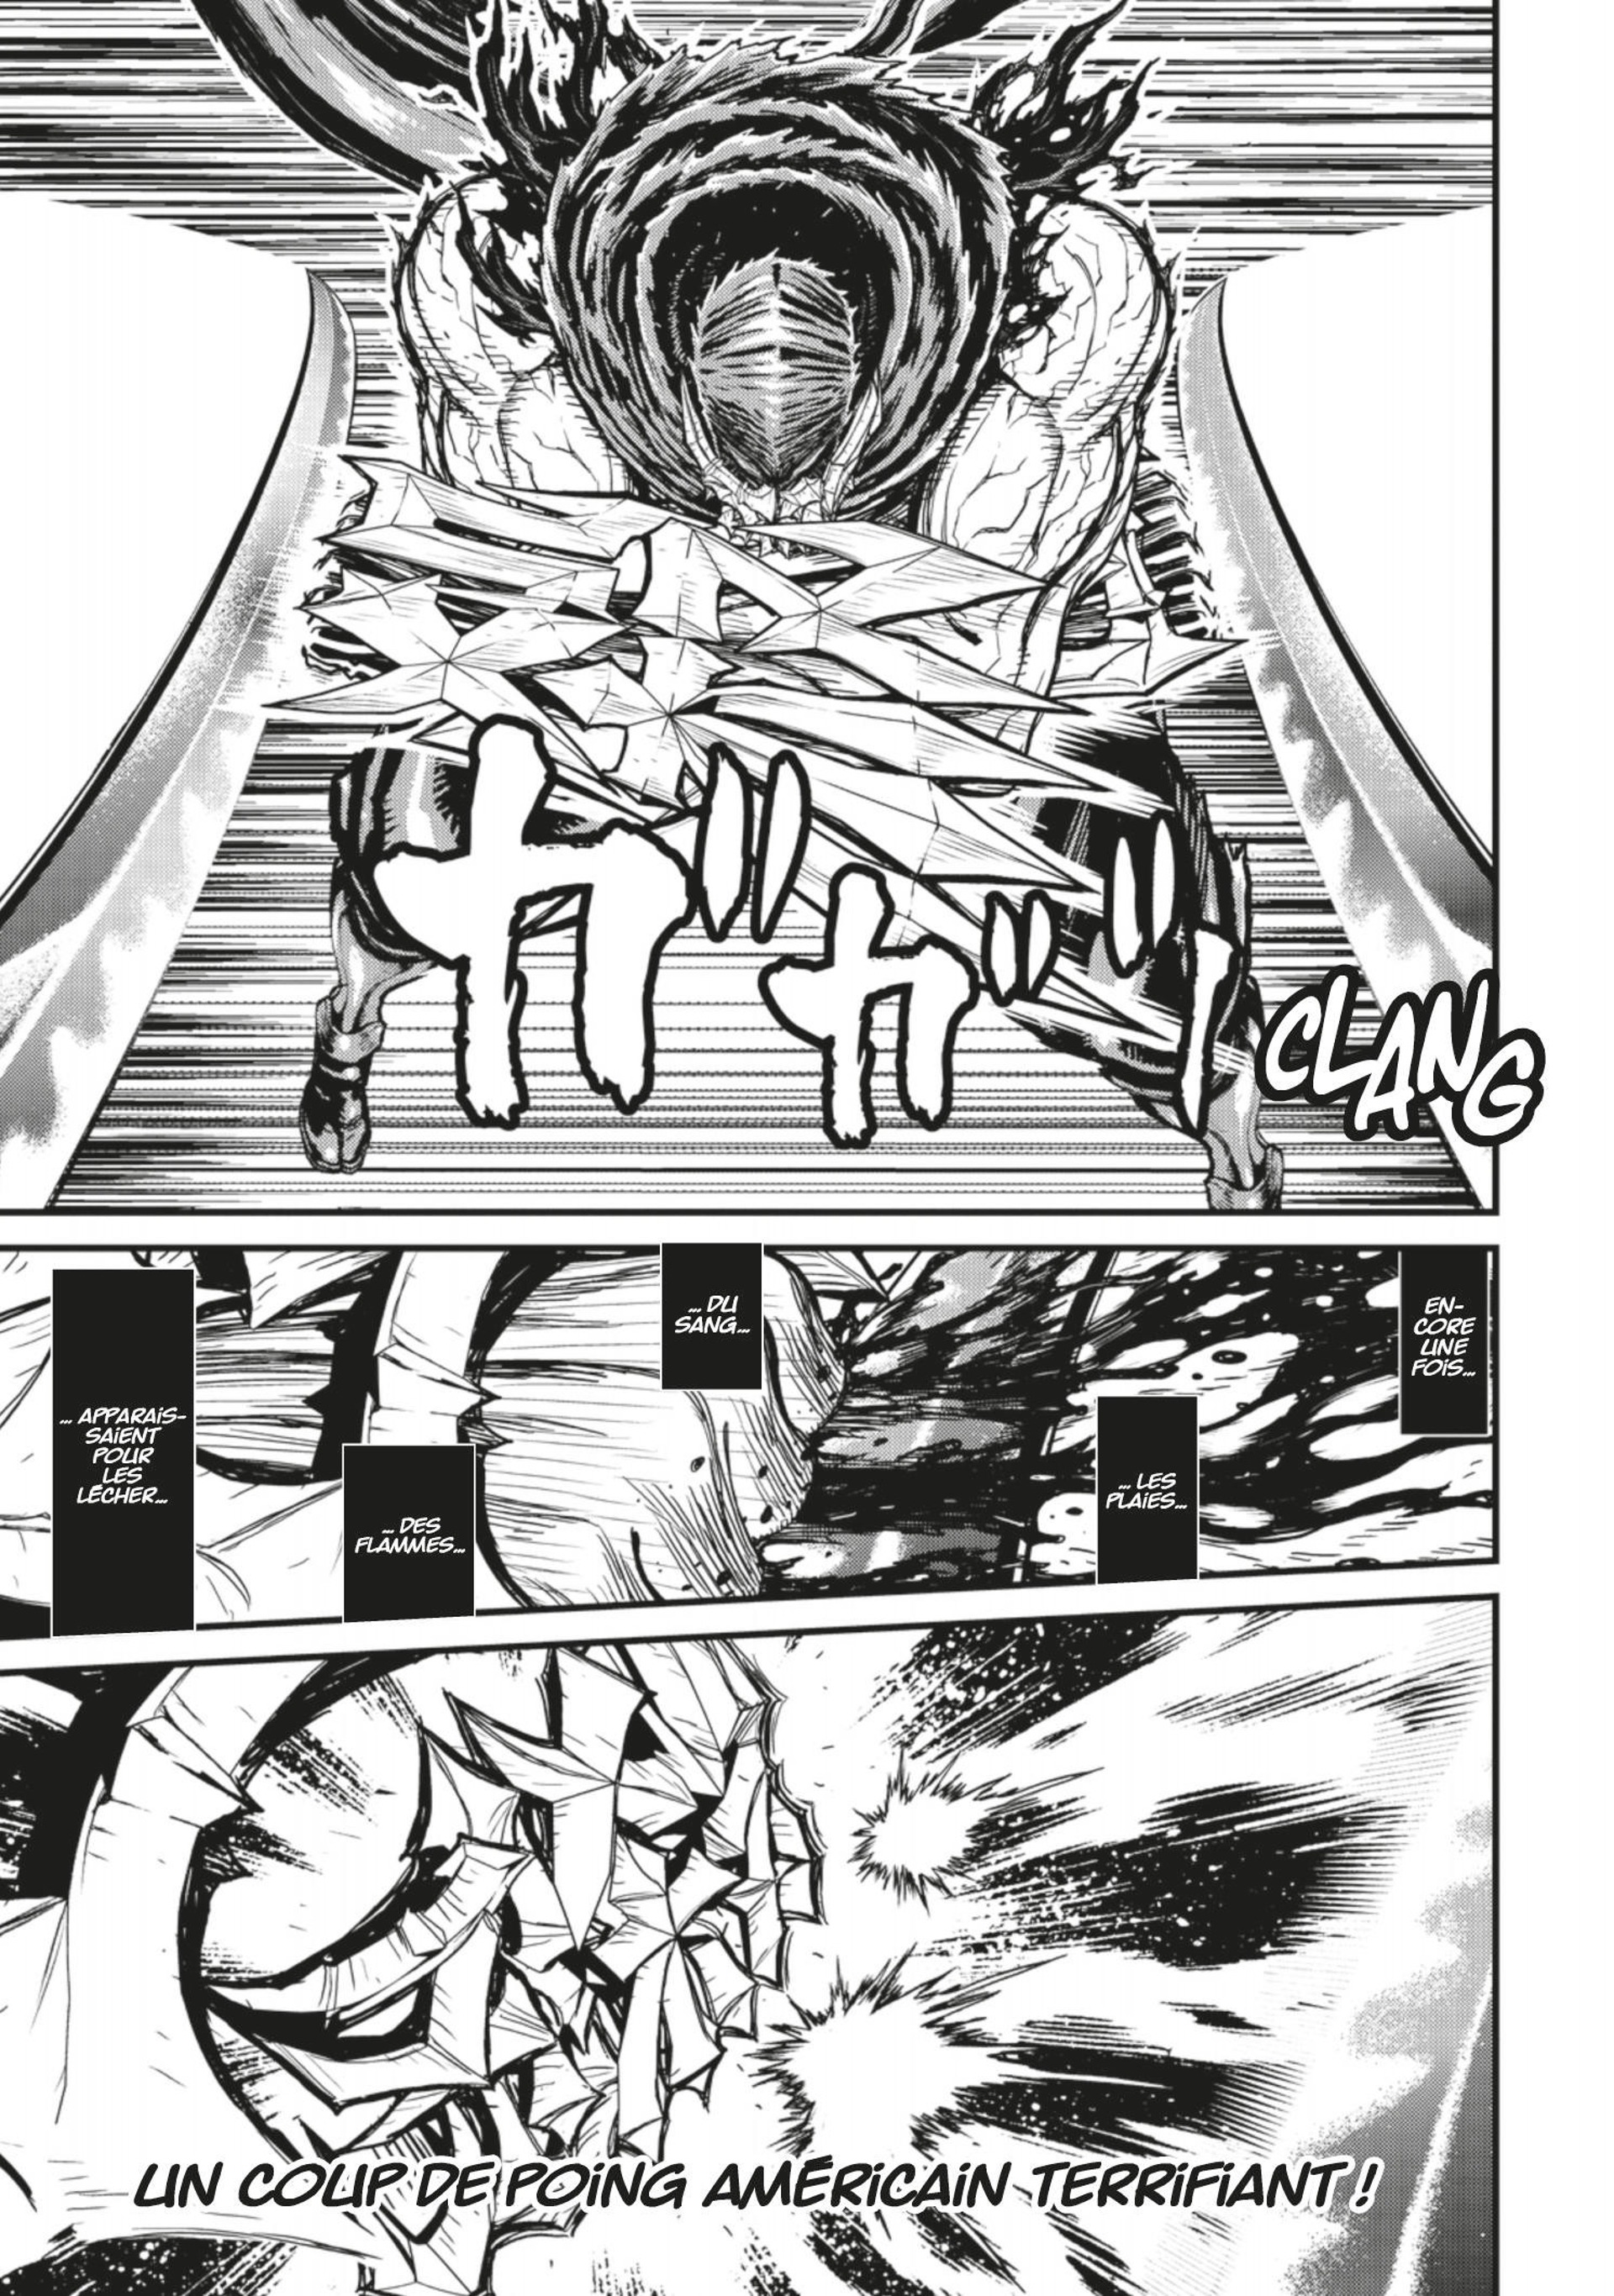 ガガッ
CLANG
EN-
CORE
UNE
FOIS...
... LES
PLAIES...
... DU
SANG...
... DES
FLAMMES...
... APPARAIS-
SAIENT
POUR
LES
LÉCHER...
UN COUP DE POING AMÉRICAIN TERRIFIANT !